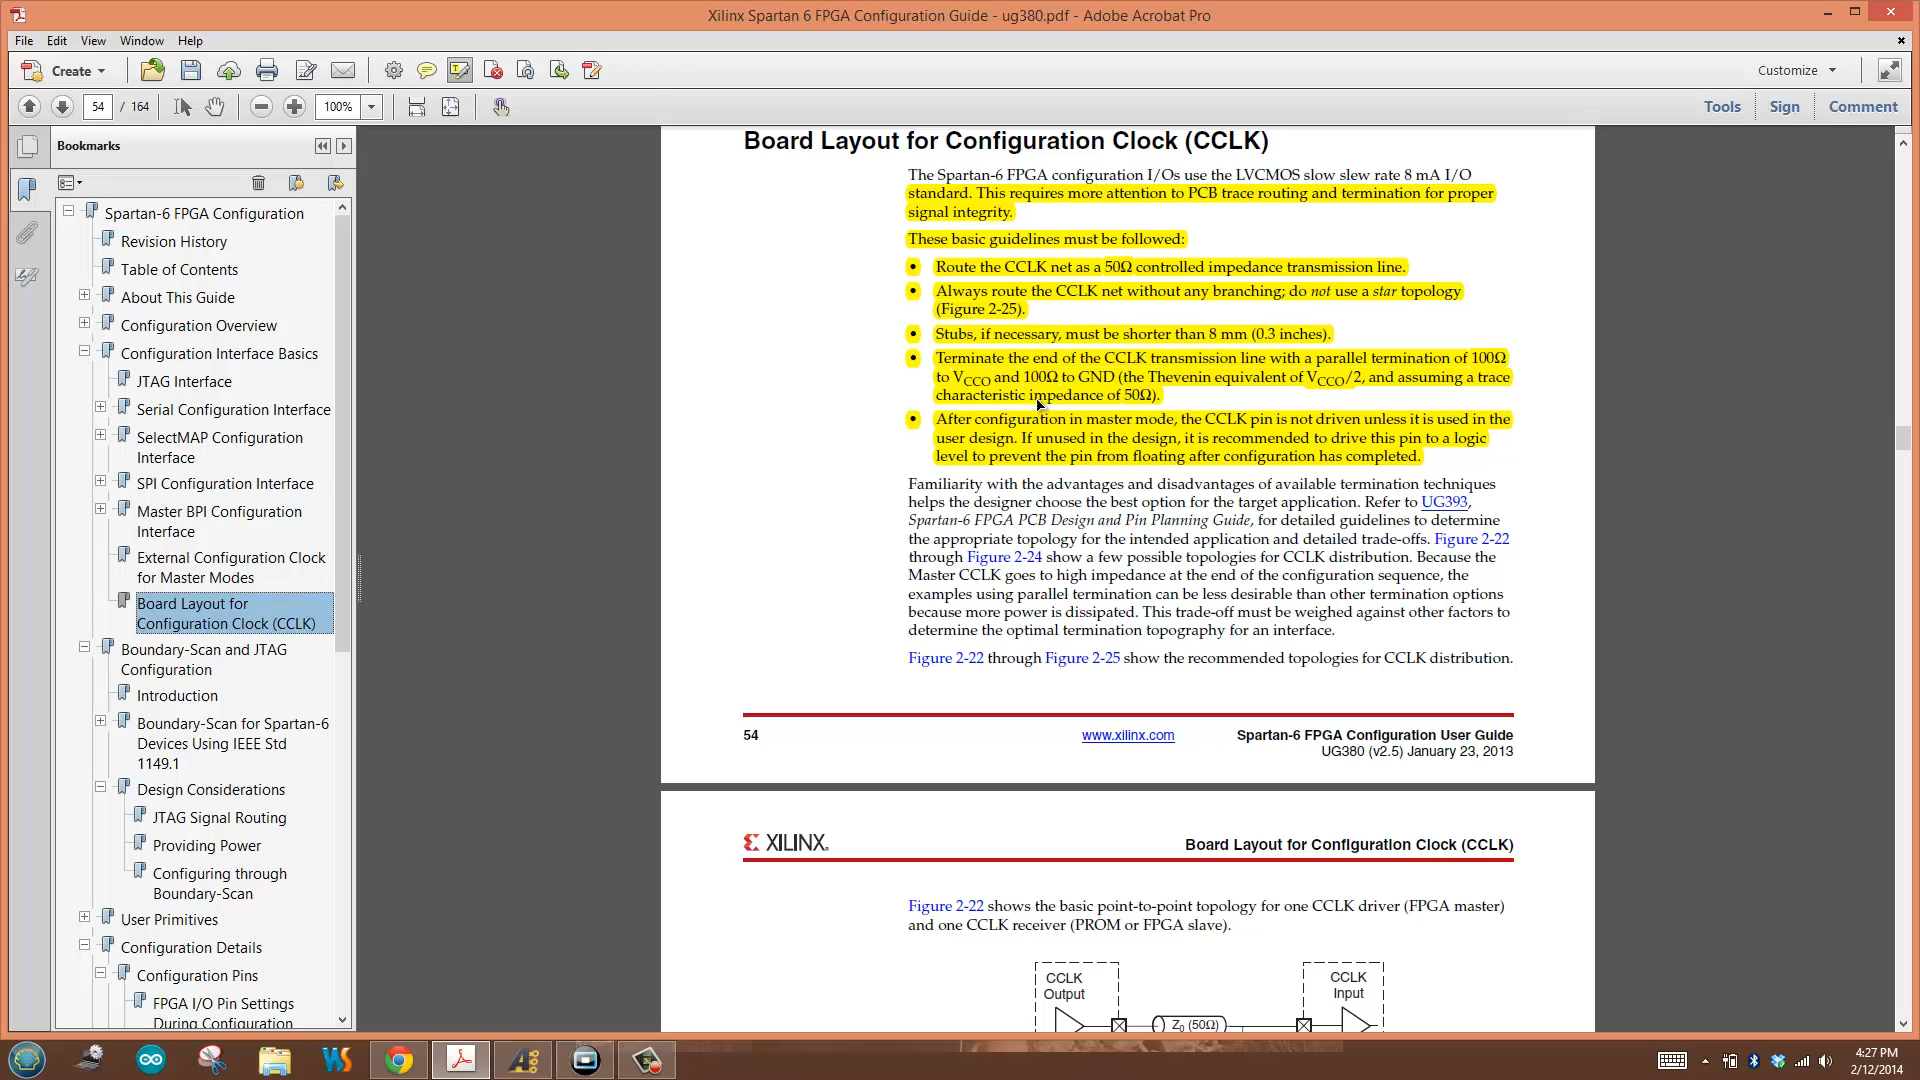 Xilinx Spartan 6 FPGA Configuration Guide - ug380.pdf - Adobe Acrobat Pro
File Edit View Window Help
Create
Customize
54 / 164
100%
Tools Sign Comment
Bookmarks
Spartan-6 FPGA Configuration
Revision History
Table of Contents
About This Guide
Configuration Overview
Configuration Interface Basics
JTAG Interface
Serial Configuration Interface
SelectMAP Configuration
Interface
SPI Configuration Interface
Master BPI Configuration
Interface
External Configuration Clock
for Master Modes
Board Layout for
Configuration Clock (CCLK)
Boundary-Scan and JTAG
Configuration
Introduction
Boundary-Scan for Spartan-6
Devices Using IEEE Std
1149.1
Design Considerations
JTAG Signal Routing
Providing Power
Configuring through
Boundary-Scan
User Primitives
Configuration Details
Configuration Pins
FPGA I/O Pin Settings
During Configuration
Board Layout for Configuration Clock (CCLK)
The Spartan-6 FPGA configuration I/Os use the LVCMOS slow slew rate 8 mA I/O
standard. This requires more attention to PCB trace routing and termination for proper
signal integrity.
These basic guidelines must be followed:
• Route the CCLK net as a 50Ω controlled impedance transmission line.
• Always route the CCLK net without any branching; do not use a star topology
(Figure 2-25).
• Stubs, if necessary, must be shorter than 8 mm (0.3 inches).
• Terminate the end of the CCLK transmission line with a parallel termination of 100Ω
to VCCO and 100Ω to GND (the Thevenin equivalent of VCCO/2, and assuming a trace
characteristic impedance of 50Ω).
• After configuration in master mode, the CCLK pin is not driven unless it is used in the
user design. If unused in the design, it is recommended to drive this pin to a logic
level to prevent the pin from floating after configuration has completed.
Familiarity with the advantages and disadvantages of available termination techniques
helps the designer choose the best option for the target application. Refer to UG393,
Spartan-6 FPGA PCB Design and Pin Planning Guide, for detailed guidelines to determine
the appropriate topology for the intended application and detailed trade-offs. Figure 2-22
through Figure 2-24 show a few possible topologies for CCLK distribution. Because the
Master CCLK goes to high impedance at the end of the configuration sequence, the
examples using parallel termination can be less desirable than other termination options
because more power is dissipated. This trade-off must be weighed against other factors to
determine the optimal termination topography for an interface.
Figure 2-22 through Figure 2-25 show the recommended topologies for CCLK distribution.
54 www.xilinx.com Spartan-6 FPGA Configuration User Guide
UG380 (v2.5) January 23, 2013
XILINX. Board Layout for Configuration Clock (CCLK)
Figure 2-22 shows the basic point-to-point topology for one CCLK driver (FPGA master)
and one CCLK receiver (PROM or FPGA slave).
CCLK
Output
CCLK
Input
Z0 (50Ω)
4:27 PM
2/12/2014